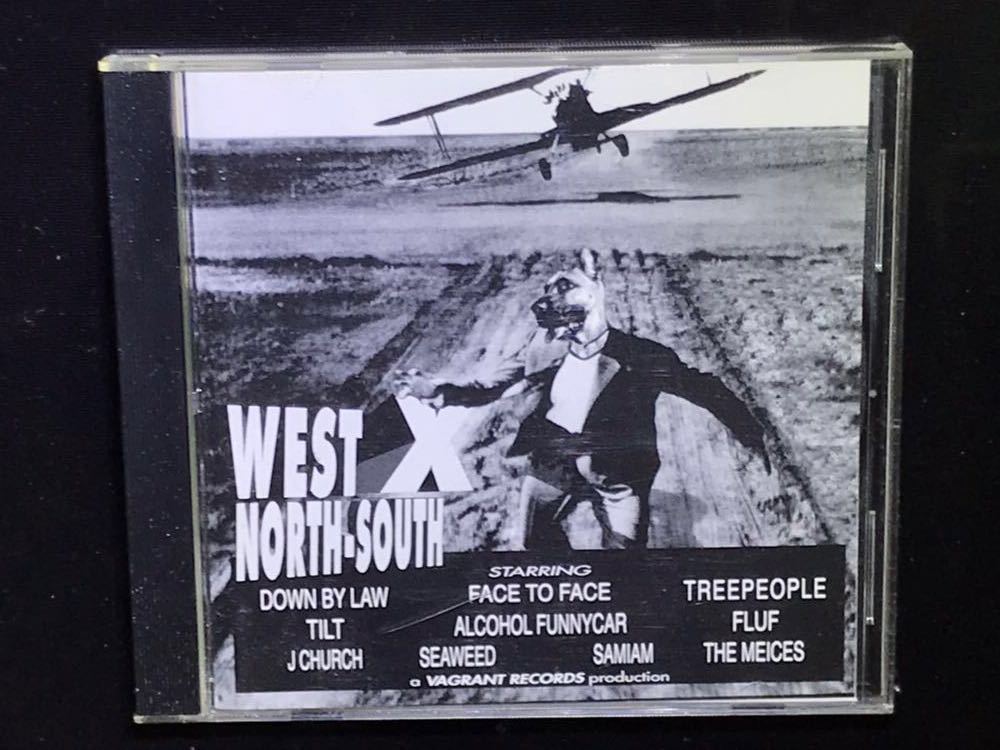 WEST X
NORTH-SOUTH
STARRING
DOWN BY LAW FACE TO FACE TREEPEOPLE
TILT ALCOHOL FUNNYCAR FLUF
J CHURCH SEAWEED SAMIAM THE MEICES
a VAGRANT RECORDS production